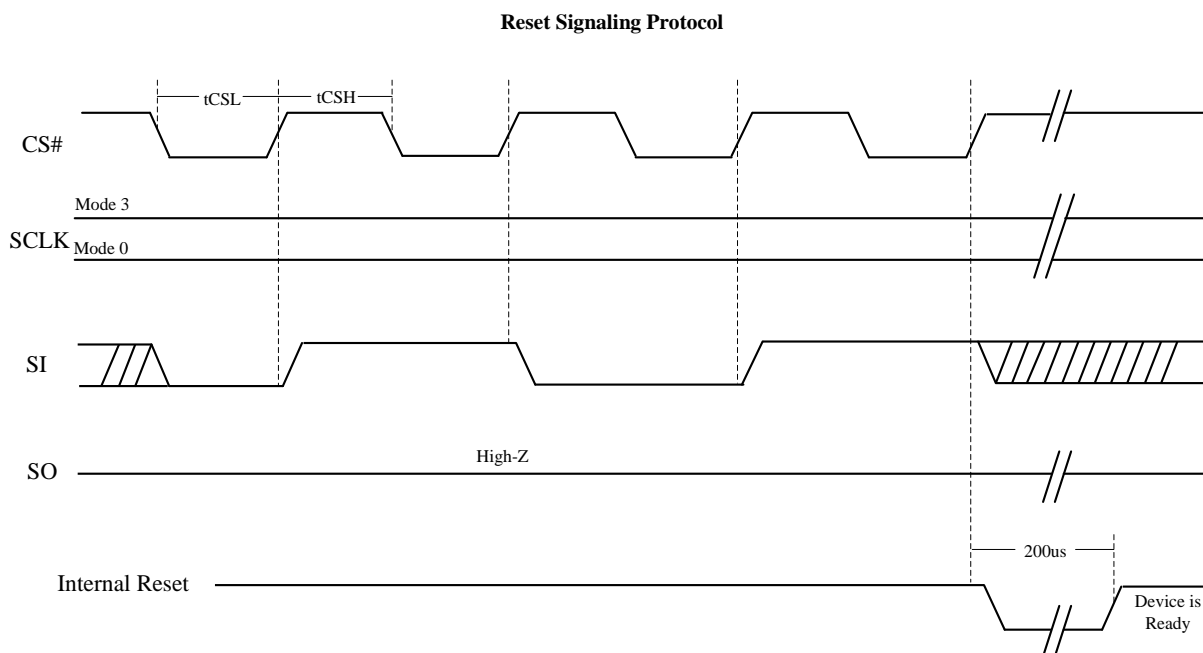 Reset Signaling Protocol
tCSL
tCSH
CS#
Mode 3
SCLK
Mode 0
SI
High-Z
SO
200us
Internal Reset
Device is
Ready